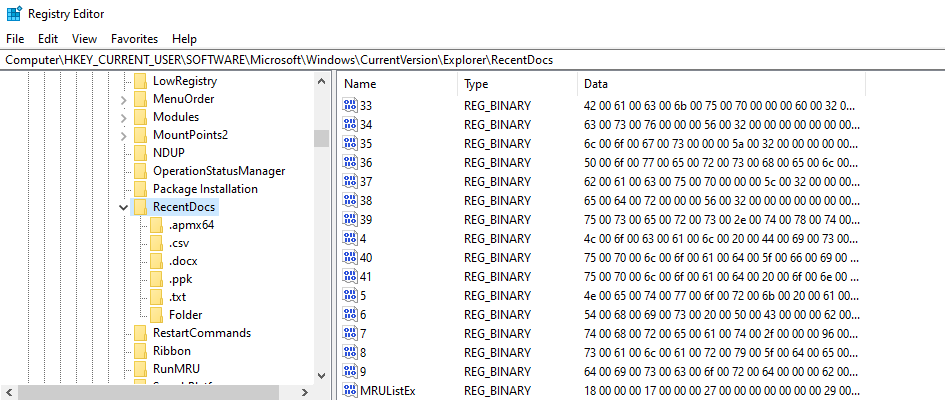 Registry Editor
File Edit View Favorites Help
Computer\HKEY_CURRENT_USER\SOFTWARE\Microsoft\Windows\CurrentVersion\Explorer\RecentDocs
LowRegistry
MenuOrder
Modules
MountPoints2
NDUP
OperationStatusManager
Package Installation
RecentDocs
.apmx64
.csv
.docx
.ppk
.txt
Folder
RestartCommands
Ribbon
RunMRU
Name Type Data
33 REG_BINARY 42 00 61 00 63 00 6b 00 75 00 70 00 00 00 60 00 32 0...
34 REG_BINARY 63 00 73 00 76 00 00 00 56 00 32 00 00 00 00 00 00...
35 REG_BINARY 6c 00 6f 00 67 00 73 00 00 00 5a 00 32 00 00 00 00 00...
36 REG_BINARY 50 00 6f 00 77 00 65 00 72 00 73 00 68 00 65 00 6c 00...
37 REG_BINARY 62 00 61 00 63 00 75 00 70 00 00 00 5c 00 32 00 00 00...
38 REG_BINARY 65 00 64 00 72 00 00 00 56 00 32 00 00 00 00 00 00 00...
39 REG_BINARY 75 00 73 00 65 00 72 00 73 00 2e 00 74 00 78 00 74 00...
4 REG_BINARY 4c 00 6f 00 63 00 61 00 6c 00 20 00 44 00 69 00 73 00...
40 REG_BINARY 75 00 70 00 6c 00 6f 00 61 00 64 00 5f 00 66 00 69 00...
41 REG_BINARY 75 00 70 00 6c 00 6f 00 61 00 64 00 20 00 6f 00 6e 00...
5 REG_BINARY 4e 00 65 00 74 00 77 00 6f 00 72 00 6b 00 20 00 61 00...
6 REG_BINARY 54 00 68 00 69 00 73 00 20 00 50 00 43 00 00 00 62 00...
7 REG_BINARY 74 00 68 00 72 00 65 00 61 00 74 00 2f 00 00 00 96 00...
8 REG_BINARY 73 00 61 00 6c 00 61 00 72 00 79 00 5f 00 64 00 65 00...
9 REG_BINARY 64 00 69 00 73 00 63 00 6f 00 72 00 64 00 00 00 62 00...
MRUListEx REG_BINARY 18 00 00 00 17 00 00 00 27 00 00 00 00 00 00 00 29 00...